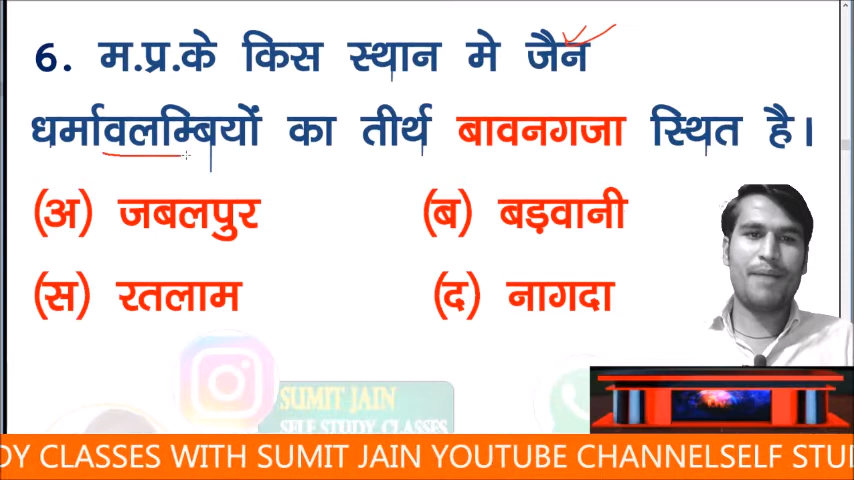 6. म.प्र.के किस स्थान मे जैन
धर्मावलम्बियों का तीर्थ बावनगजा स्थित है।
(अ) जबलपुर (ब) बड़वानी
(स) रतलाम (द) नागदा
SUMIT JAIN
SELF STUDY CLASSES
DY CLASSES WITH SUMIT JAIN YOUTUBE CHANNELSELF STU